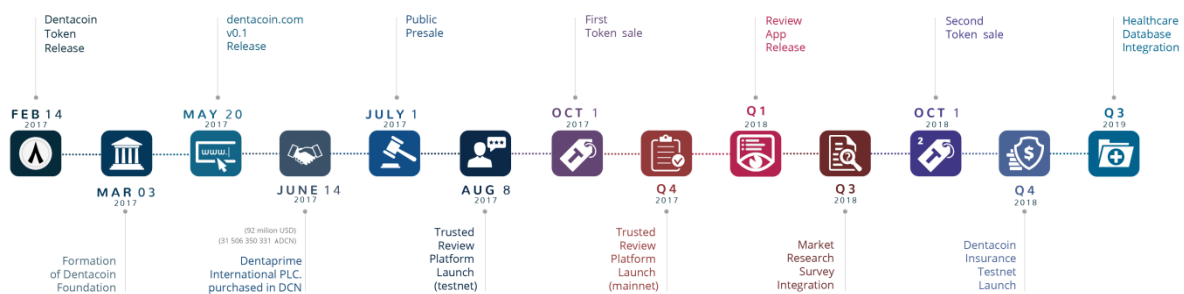 Dentacoin
Token
Release
FEB 14
2017
MAR 03
2017
Formation
of Dentacoin
Foundation
dentacoin.com
v0.1
Release
MAY 20
2017
www.
JUNE 14
2017
(92 milion USD)
(31 506 350 331 ADCN)
Dentaprime
International PLC.
purchased in DCN
Public
Presale
JULY 1
2017
AUG 8
2017
Trusted
Review
Platform
Launch
(testnet)
First
Token sale
OCT 1
2017
T
Q4
2017
Trusted
Review
Platform
Launch
(mainnet)
Review
App
Release
Q1
2018
Q3
2018
Market
Research
Survey
Integration
Second
Token sale
OCT 1
2018
2
T
$
Q4
2018
Dentacoin
Insurance
Testnet
Launch
Healthcare
Database
Integration
Q3
2019